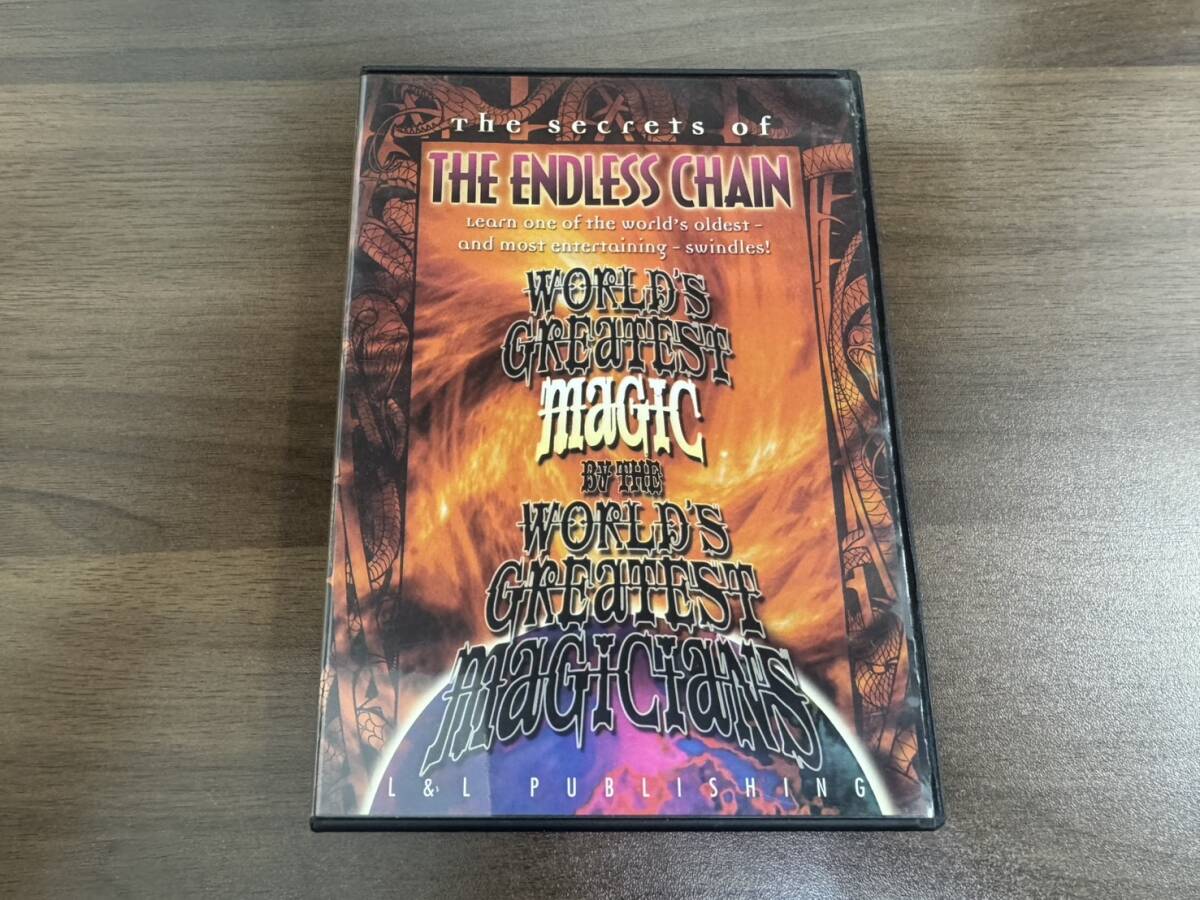 The secrets of
THE ENDLESS CHAIN
Learn one of the world's oldest -
and most entertaining - swindles!
WORLD'S
GREATEST
MAGIC
BY THE
WORLD'S
GREATEST
MAGICIANS
L&L PUBLISHING